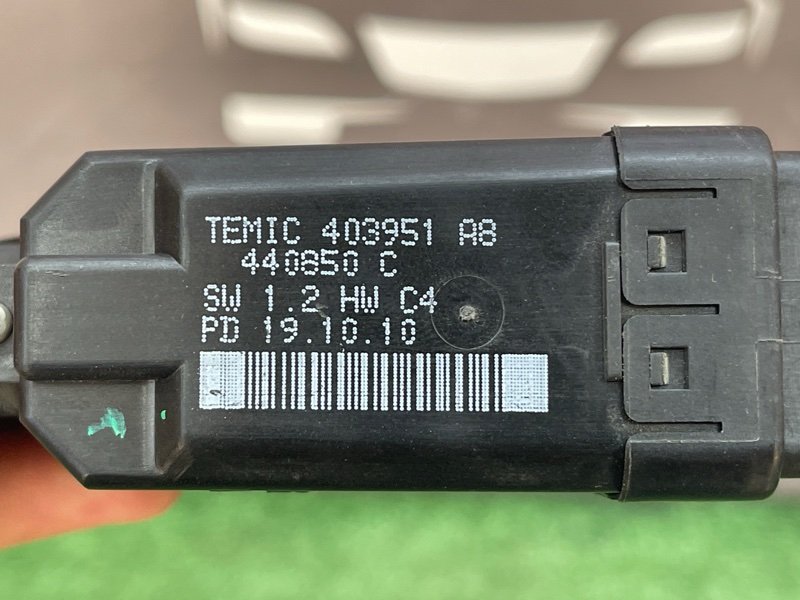 TEMIC 403951 A8
440850 C
SW 1.2 HW C4
PD 19.10.10